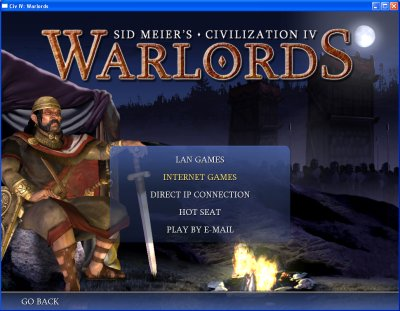 Civ IV: Warlords
SID MEIER'S • CIVILIZATION IV
WARLORDS
LAN GAMES
INTERNET GAMES
DIRECT IP CONNECTION
HOT SEAT
PLAY BY E-MAIL
GO BACK